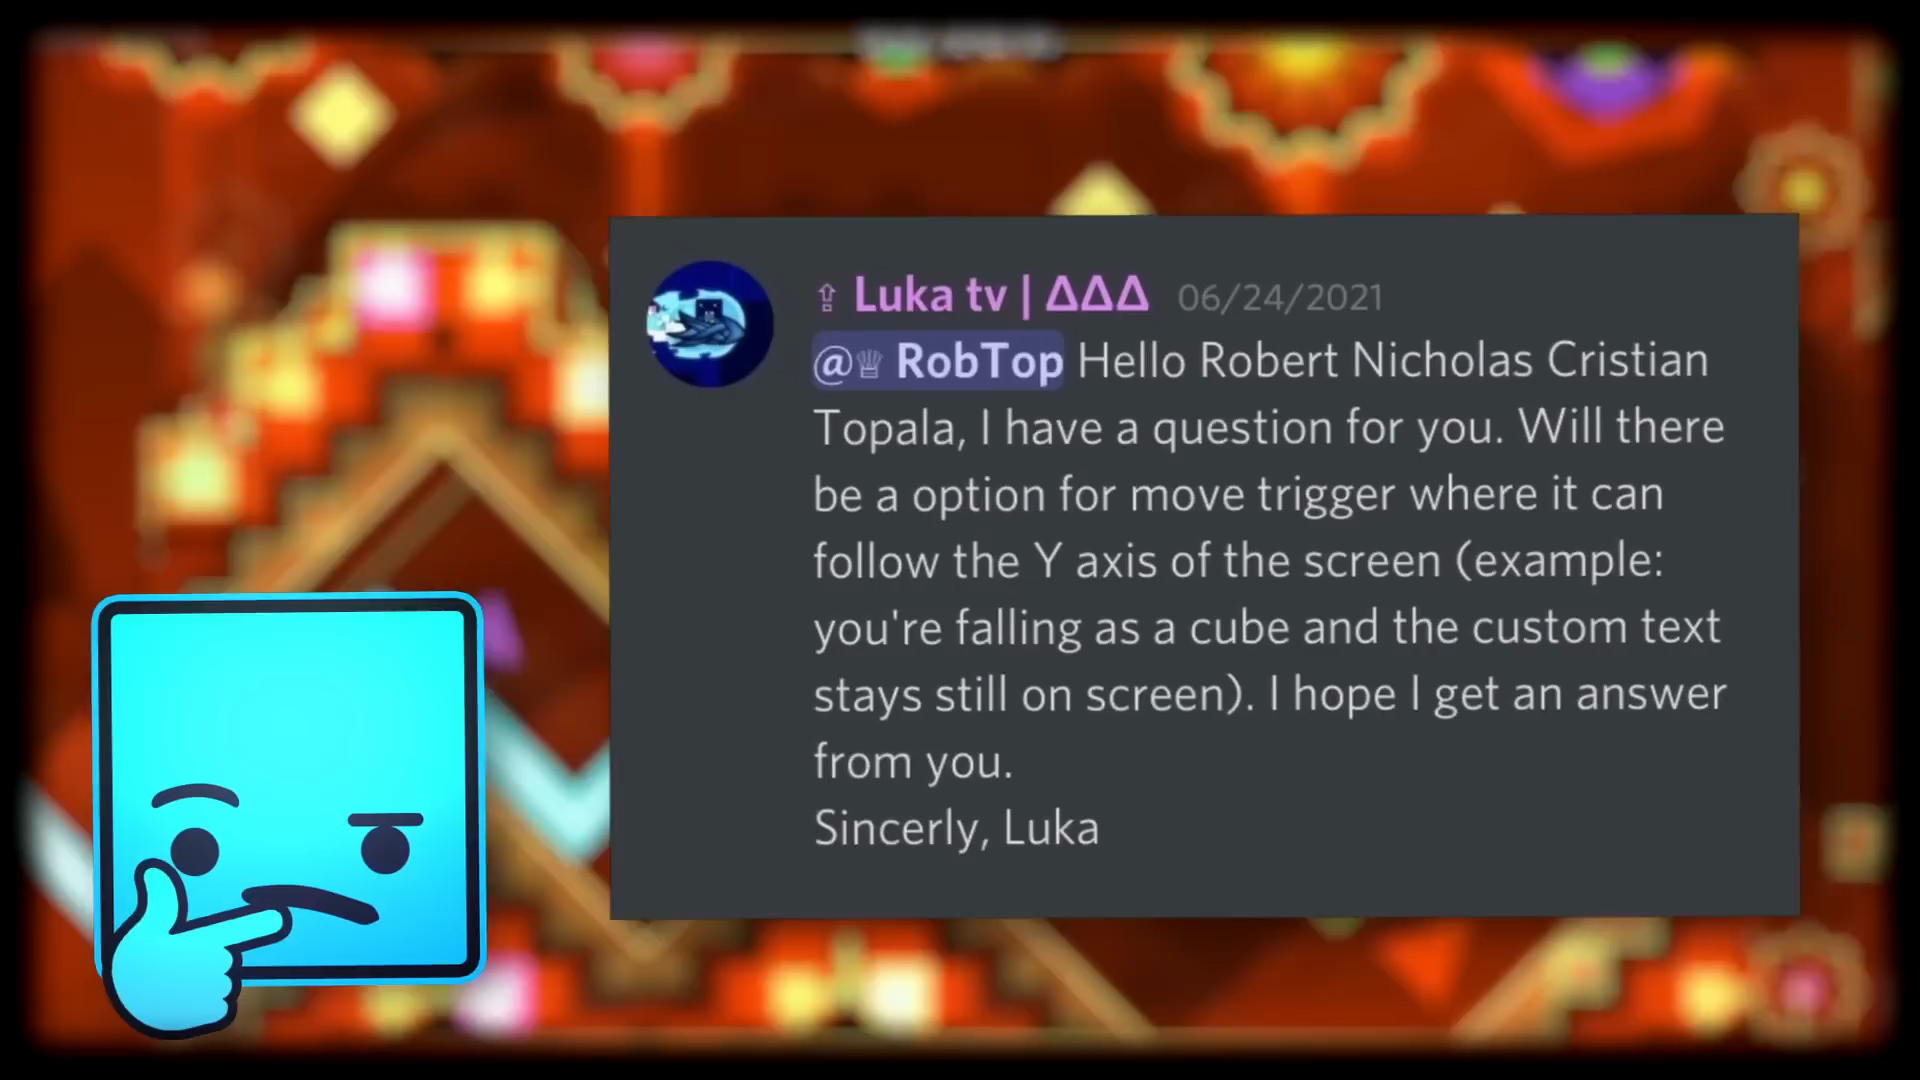 ⇧ Luka tv | ΔΔΔ 06/24/2021
@♕ RobTop Hello Robert Nicholas Cristian
Topala, I have a question for you. Will there
be a option for move trigger where it can
follow the Y axis of the screen (example:
you're falling as a cube and the custom text
stays still on screen). I hope I get an answer
from you.
Sincerly, Luka